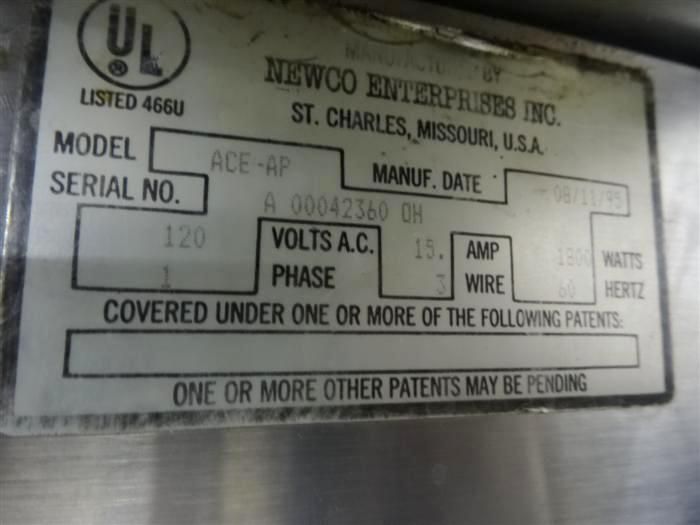 UL
®
LISTED 466U
MANUFACTURED BY
NEWCO ENTERPRISES INC.
ST. CHARLES, MISSOURI, U.S.A.
MODEL ACE-AP MANUF. DATE 08/11/95
SERIAL NO. A 00042360 OH
120 VOLTS A.C. 15. AMP 1800 WATTS
1 PHASE 3 WIRE 60 HERTZ
COVERED UNDER ONE OR MORE OF THE FOLLOWING PATENTS:
ONE OR MORE OTHER PATENTS MAY BE PENDING